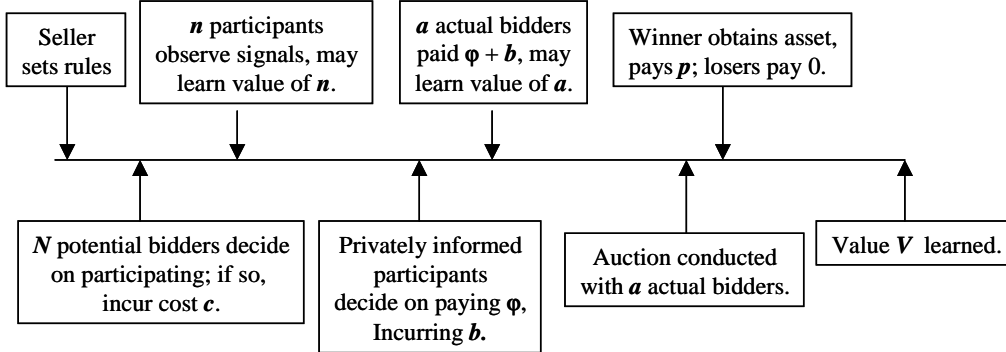 Seller
sets rules
n participants
observe signals, may
learn value of n.
a actual bidders
paid φ + b, may
learn value of a.
Winner obtains asset,
pays p; losers pay 0.
N potential bidders decide
on participating; if so,
incur cost c.
Privately informed
participants
decide on paying φ,
Incurring b.
Auction conducted
with a actual bidders.
Value V learned.